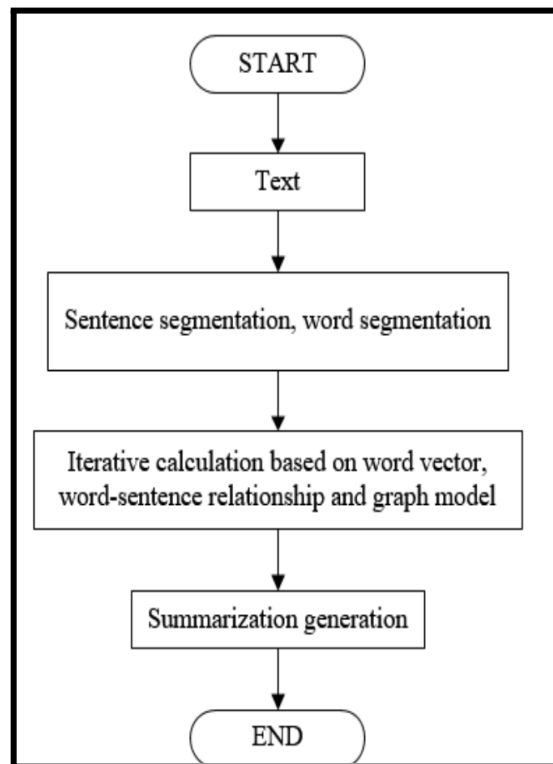 START
Text
Sentence segmentation, word segmentation
Iterative calculation based on word vector,
word-sentence relationship and graph model
Summarization generation
END